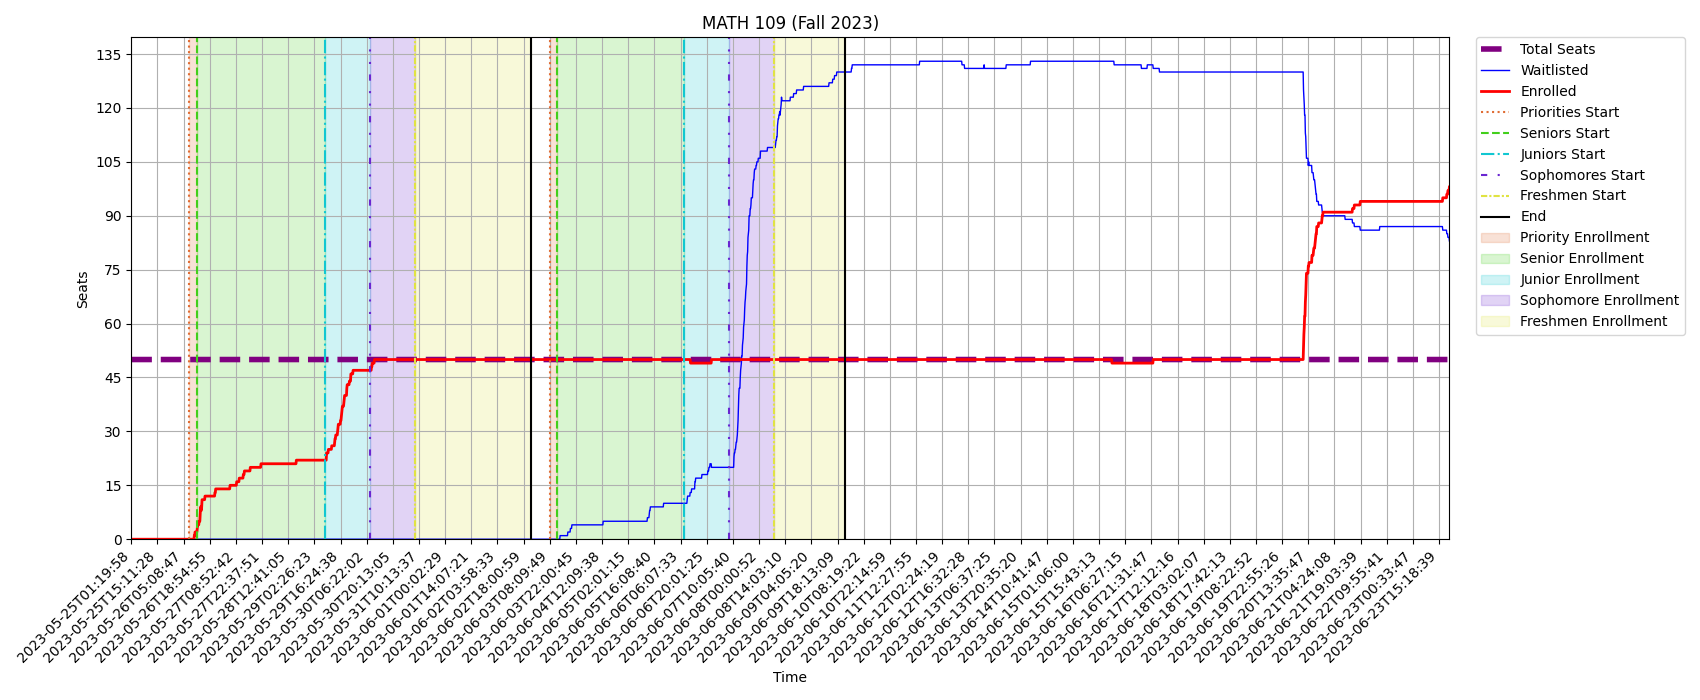 MATH 109 (Fall 2023)
135
120
105
90
75
60
45
30
15
0
Seats
2023-05-25T01:19:58
2023-05-25T15:11:28
2023-05-26T05:08:47
2023-05-26T18:54:55
2023-05-27T08:52:42
2023-05-27T22:37:51
2023-05-28T12:41:05
2023-05-29T02:26:23
2023-05-29T16:24:38
2023-05-30T06:22:02
2023-05-30T20:13:05
2023-05-31T10:13:37
2023-06-01T00:02:29
2023-06-01T14:07:21
2023-06-02T03:58:33
2023-06-02T18:00:59
2023-06-03T08:09:49
2023-06-03T22:00:45
2023-06-04T12:09:38
2023-06-05T02:01:15
2023-06-05T16:08:40
2023-06-06T06:07:33
2023-06-06T20:01:25
2023-06-07T10:05:40
2023-06-08T00:00:52
2023-06-08T14:03:10
2023-06-09T04:05:20
2023-06-09T18:13:09
2023-06-10T08:19:22
2023-06-10T22:14:59
2023-06-11T12:27:55
2023-06-12T02:24:19
2023-06-12T16:32:28
2023-06-13T06:37:25
2023-06-13T20:35:20
2023-06-14T10:41:47
2023-06-15T01:06:00
2023-06-15T15:43:13
2023-06-16T06:27:15
2023-06-16T21:31:47
2023-06-17T12:12:16
2023-06-18T03:02:07
2023-06-18T17:42:13
2023-06-19T08:22:52
2023-06-19T22:55:26
2023-06-20T13:35:47
2023-06-21T04:24:08
2023-06-21T19:03:39
2023-06-22T09:55:41
2023-06-23T00:33:47
2023-06-23T15:18:39
Time
Total Seats
Waitlisted
Enrolled
Priorities Start
Seniors Start
Juniors Start
Sophomores Start
Freshmen Start
End
Priority Enrollment
Senior Enrollment
Junior Enrollment
Sophomore Enrollment
Freshmen Enrollment